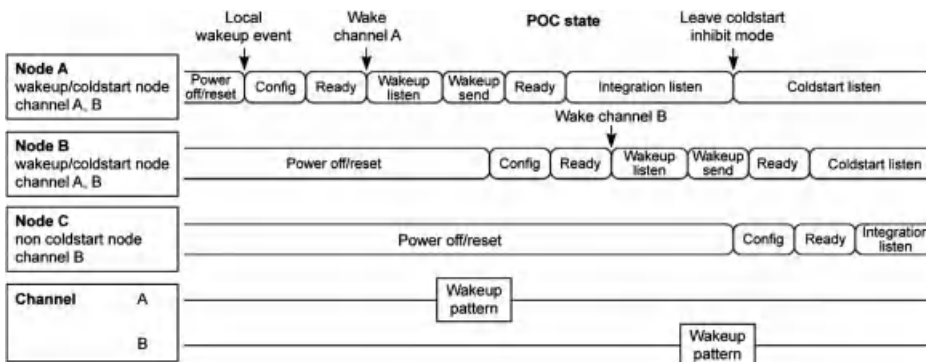 Local
wakeup event
Wake
channel A
POC state
Leave coldstart
inhibit mode
Node A
wakeup/coldstart node
channel A, B
Power
off/reset
Config
Ready
Wakeup
listen
Wakeup
send
Ready
Integration listen
Coldstart listen
Wake channel B
Node B
wakeup/coldstart node
channel A, B
Power off/reset
Config
Ready
Wakeup
listen
Wakeup
send
Ready
Coldstart listen
Node C
non coldstart node
channel B
Power off/reset
Config
Ready
Integration
listen
Channel A
Wakeup
pattern
B
Wakeup
pattern